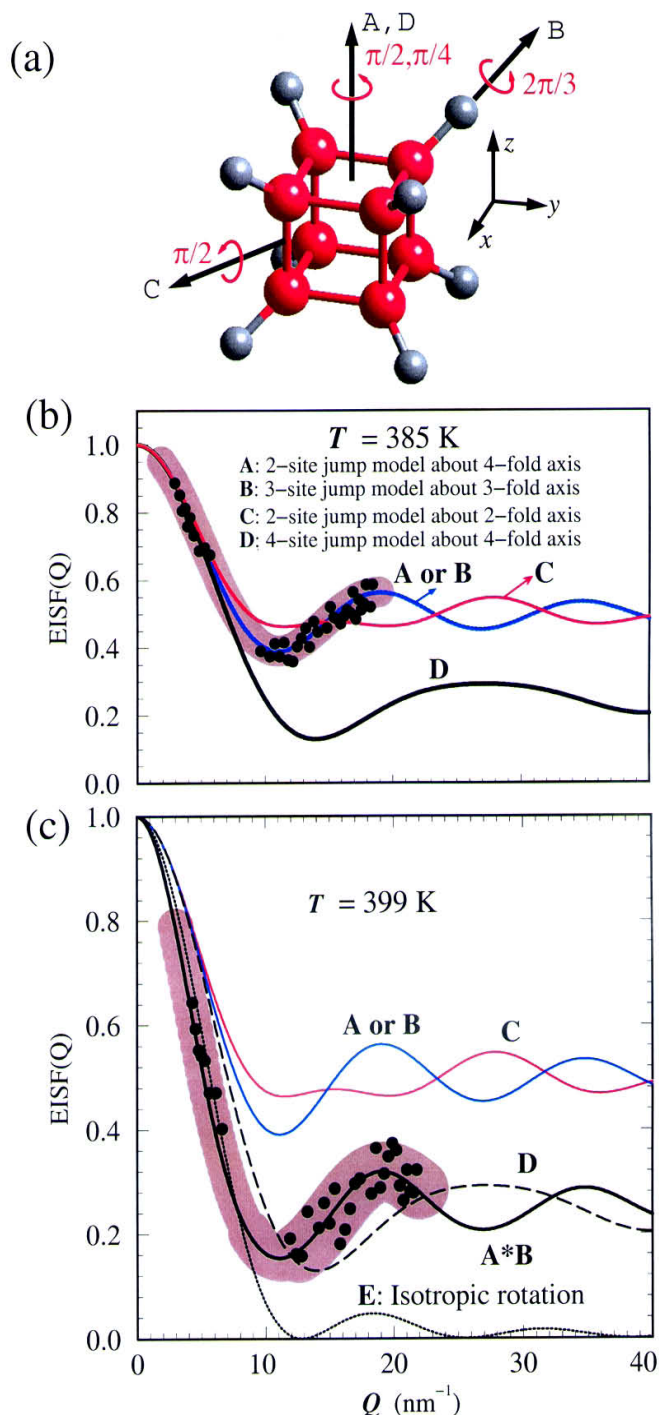 (a)
A,D
π/2,π/4
B
2π/3
z
y
x
π/2
C
(b)
T = 385 K
A: 2-site jump model about 4-fold axis
B: 3-site jump model about 3-fold axis
C: 2-site jump model about 2-fold axis
D: 4-site jump model about 4-fold axis
A or B
C
D
EISF(Q)
1.0
0.8
0.6
0.4
0.2
0.0
(c)
T = 399 K
A or B
C
D
A*B
E: Isotropic rotation
EISF(Q)
1.0
0.8
0.6
0.4
0.2
0.0
0 10 20 30 40
Q (nm⁻¹)